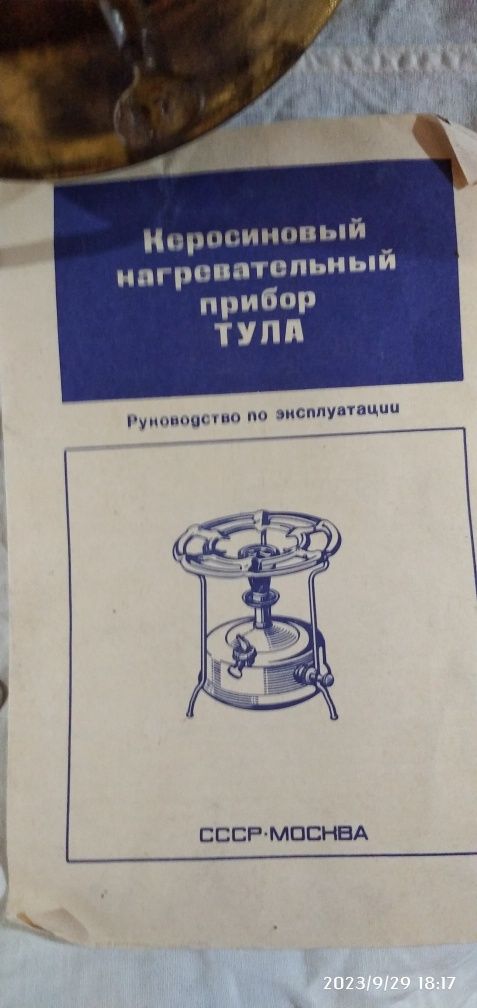 Керосиновый
нагревательный
прибор
ТУЛА
Руководство по эксплуатации
СССР·МОСКВА
2023/9/29 18:17